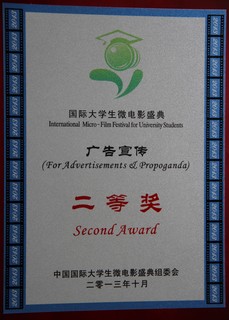 国际大学生微电影盛典
International Micro-Film Festival for University Students
广告宣传
(For Advertisements & Propoganda)
二等奖
Second Award
中国国际大学生微电影盛典组委会
二零一三年十月